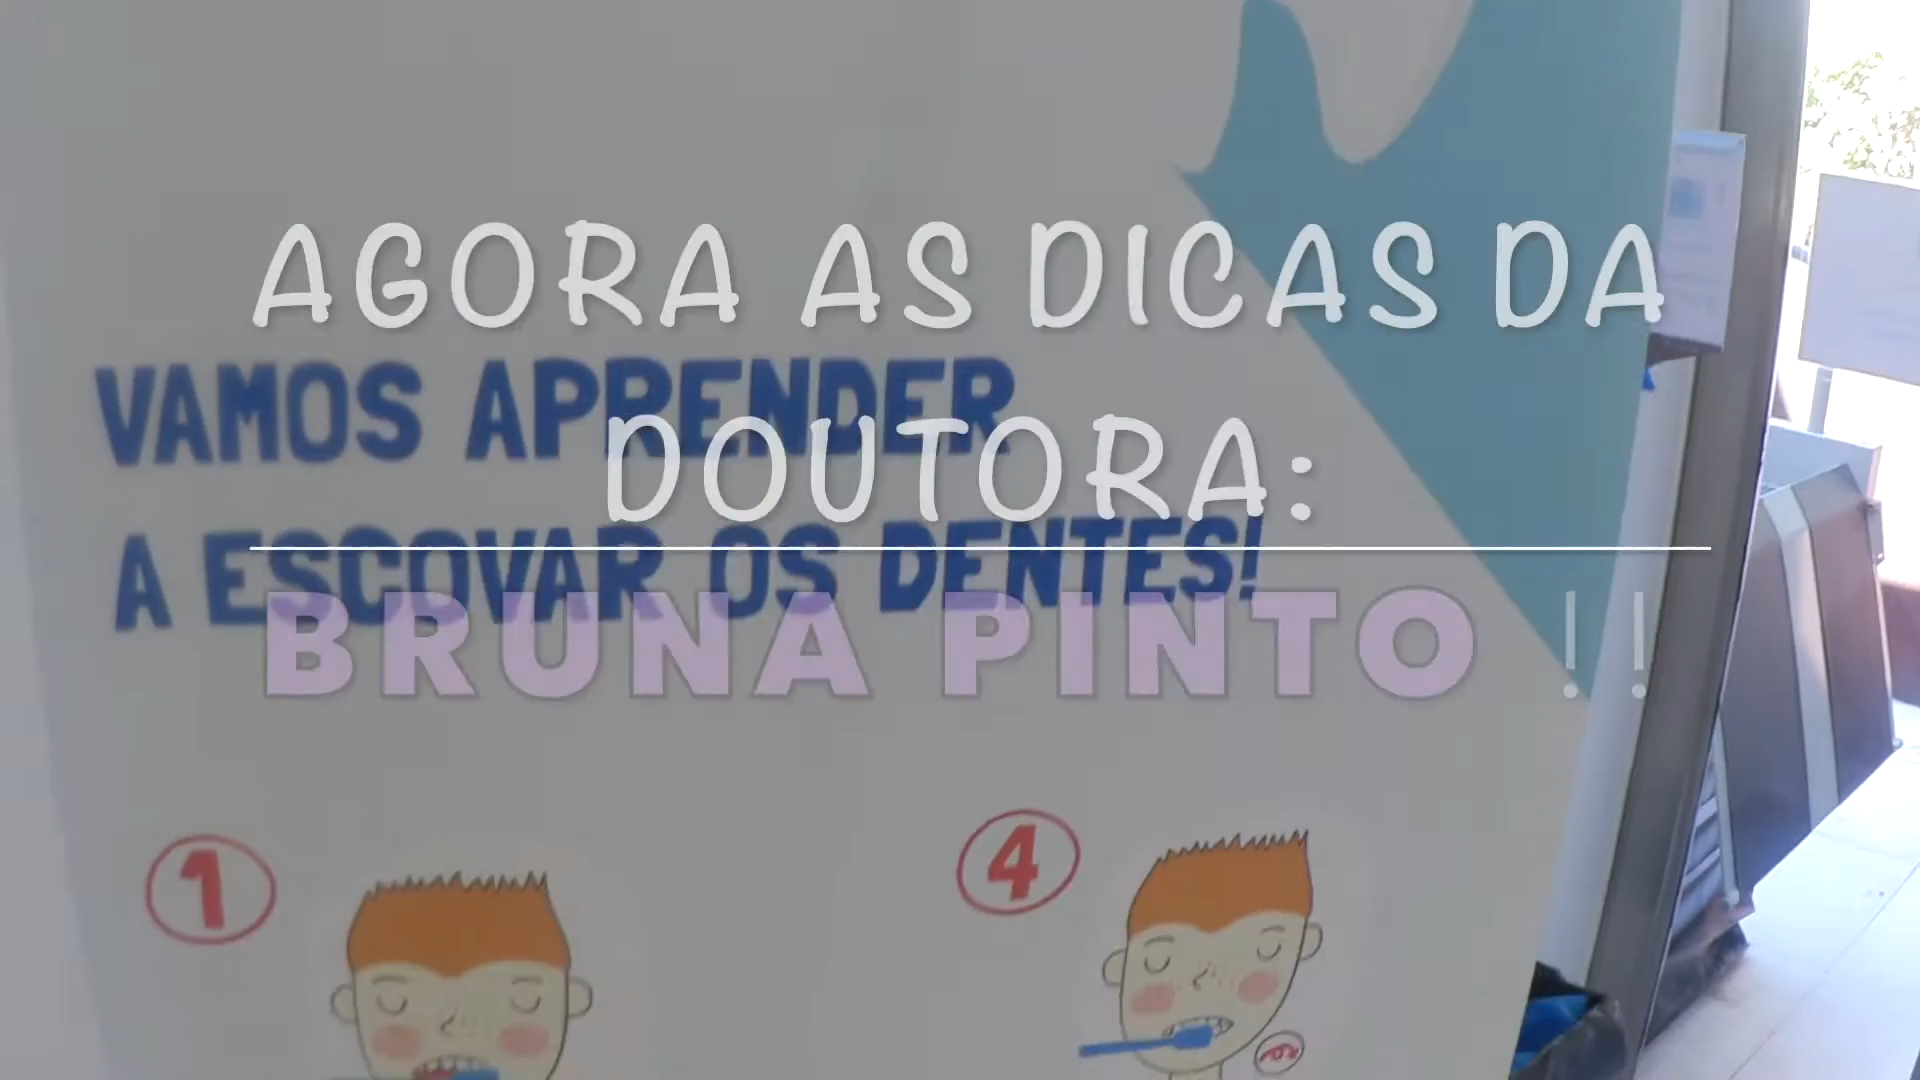 AGORA AS DICAS DA
DOUTORA:
BRUNA PINTO !!
VAMOS APRENDER
A ESCOVAR OS DENTES!
1
4